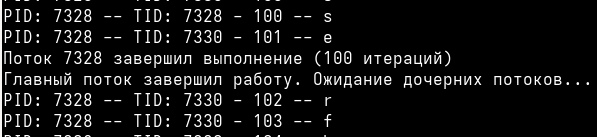 PID: 7328 -- TID: 7328 - 100 -- s
PID: 7328 -- TID: 7330 - 101 -- e
Поток 7328 завершил выполнение (100 итераций)
Главный поток завершил работу. Ожидание дочерних потоков...
PID: 7328 -- TID: 7330 - 102 -- r
PID: 7328 -- TID: 7330 - 103 -- f